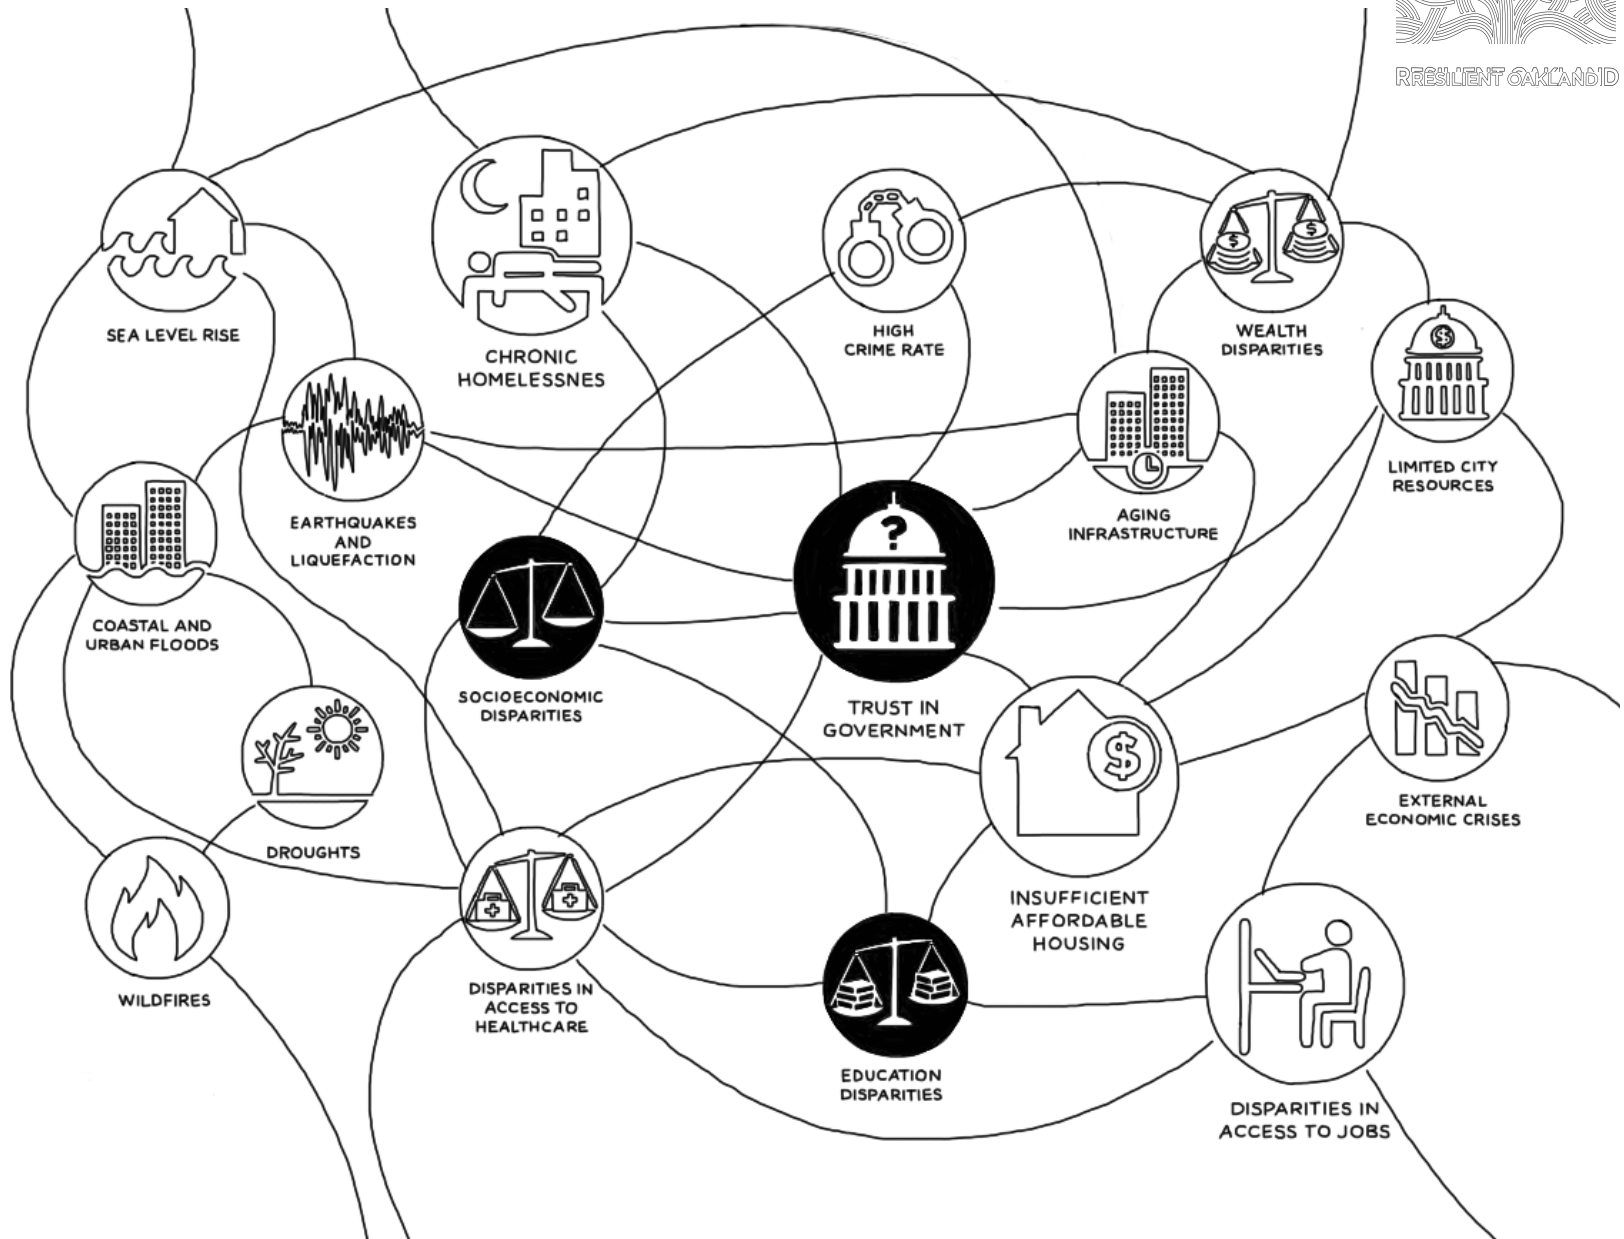 RESILIENT OAKLAND
SEA LEVEL RISE
CHRONIC
HOMELESSNES
HIGH
CRIME RATE
$
$
WEALTH
DISPARITIES
$
LIMITED CITY
RESOURCES
EARTHQUAKES
AND
LIQUEFACTION
AGING
INFRASTRUCTURE
COASTAL AND
URBAN FLOODS
SOCIOECONOMIC
DISPARITIES
?
TRUST IN
GOVERNMENT
$
INSUFFICIENT
AFFORDABLE
HOUSING
EXTERNAL
ECONOMIC CRISES
DROUGHTS
WILDFIRES
DISPARITIES IN
ACCESS TO
HEALTHCARE
EDUCATION
DISPARITIES
DISPARITIES IN
ACCESS TO JOBS